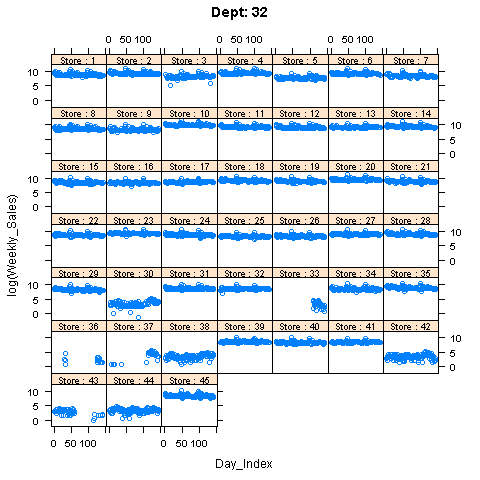 Dept: 32
0 50 100 0 50 100 0 50 100
Store : 1 Store : 2 Store : 3 Store : 4 Store : 5 Store : 6 Store : 7
10
5
0
Store : 8 Store : 9 Store : 10 Store : 11 Store : 12 Store : 13 Store : 14
10
5
0
Store : 15 Store : 16 Store : 17 Store : 18 Store : 19 Store : 20 Store : 21
10
5
0
Store : 22 Store : 23 Store : 24 Store : 25 Store : 26 Store : 27 Store : 28
10
5
0
Store : 29 Store : 30 Store : 31 Store : 32 Store : 33 Store : 34 Store : 35
10
5
0
Store : 36 Store : 37 Store : 38 Store : 39 Store : 40 Store : 41 Store : 42
10
5
0
Store : 43 Store : 44 Store : 45
10
5
0
0 50 100 0 50 100
log(Weekly_Sales)
Day_Index